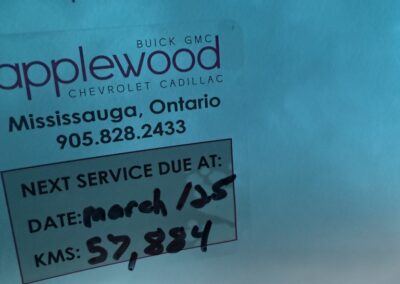 BUICK GMC
applewood
CHEVROLET CADILLAC
Mississauga, Ontario
905.828.2433
NEXT SERVICE DUE AT:
DATE: march /25
KMS: 57,884